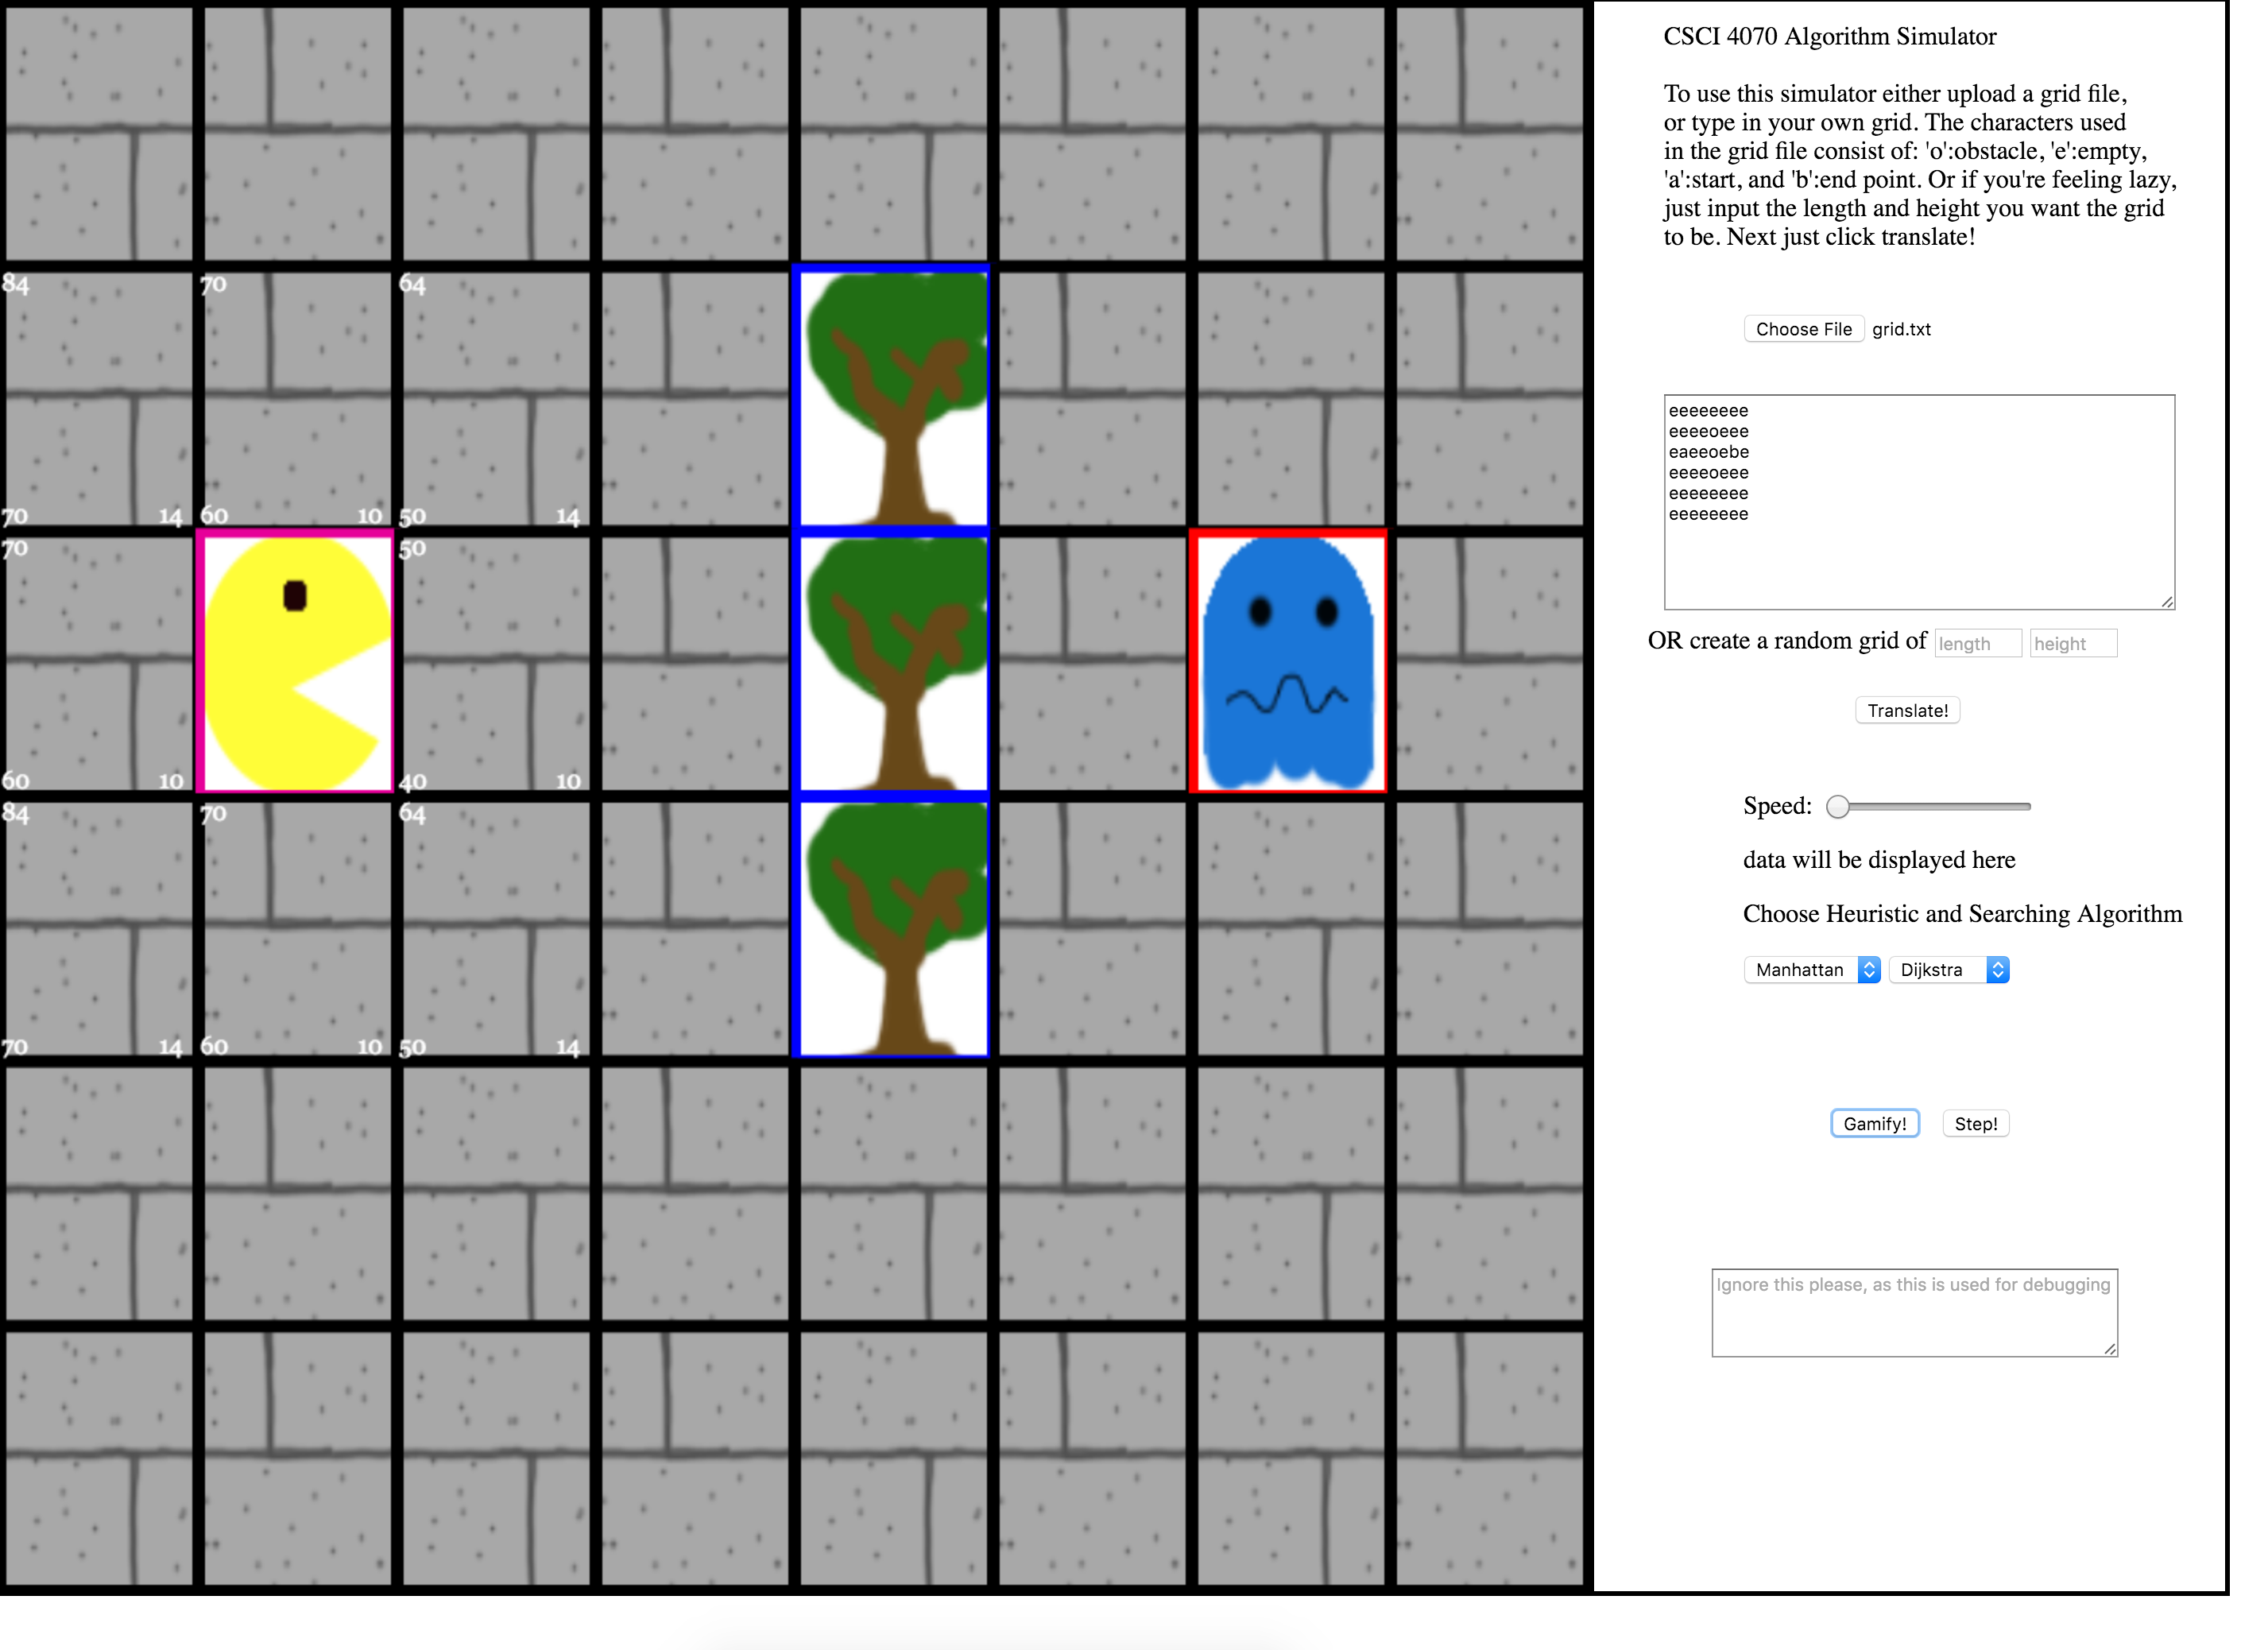 CSCI 4070 Algorithm Simulator
To use this simulator either upload a grid file,
or type in your own grid. The characters used
in the grid file consist of: 'o':obstacle, 'e':empty,
'a':start, and 'b':end point. Or if you're feeling lazy,
just input the length and height you want the grid
to be. Next just click translate!
84 70 64
70 14 60 10 50 14
70 50
60 10 40 10
84 70 64
70 14 60 10 50 14
Choose File grid.txt
eeeeeeee
eeeeoeee
eaeeoebe
eeeeoeee
eeeeeeee
eeeeeeee
OR create a random grid of length height
Translate!
Speed:
data will be displayed here
Choose Heuristic and Searching Algorithm
Manhattan Dijkstra
Gamify! Step!
Ignore this please, as this is used for debugging